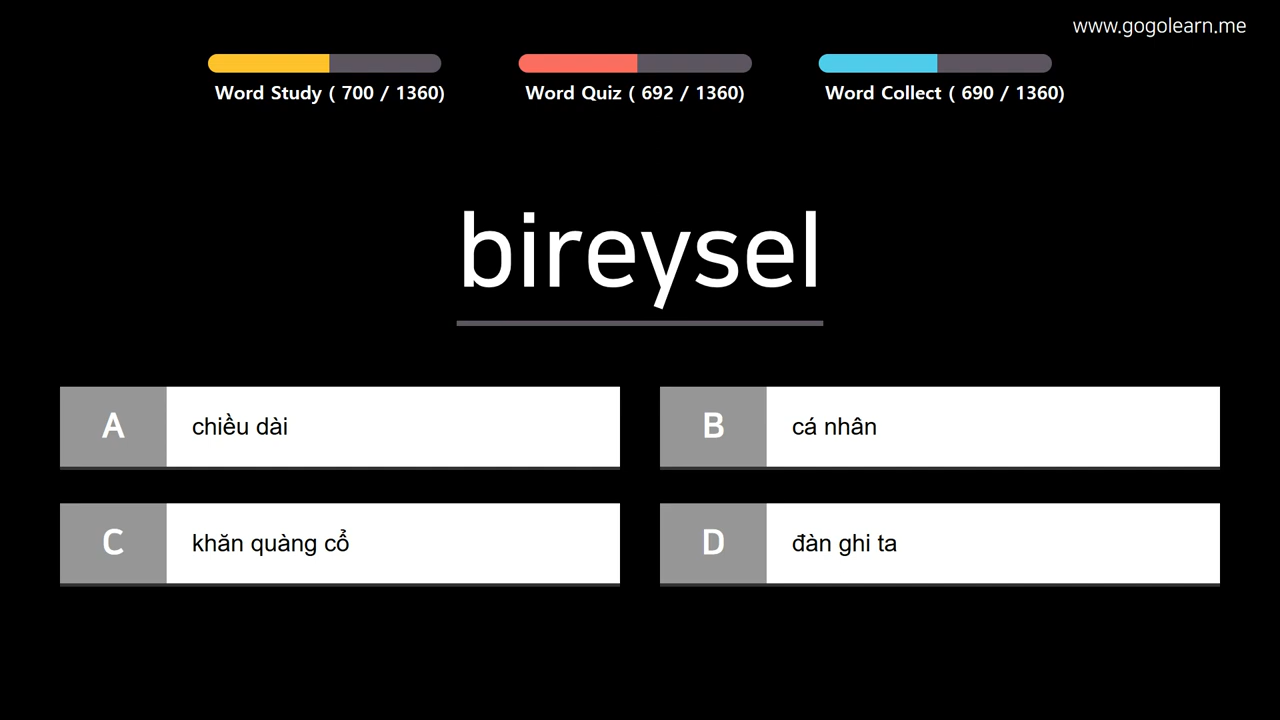 www.gogolearn.me
Word Study ( 700 / 1360)
Word Quiz ( 692 / 1360)
Word Collect ( 690 / 1360)
bireysel
A chiều dài
B cá nhân
C khăn quàng cổ
D đàn ghi ta